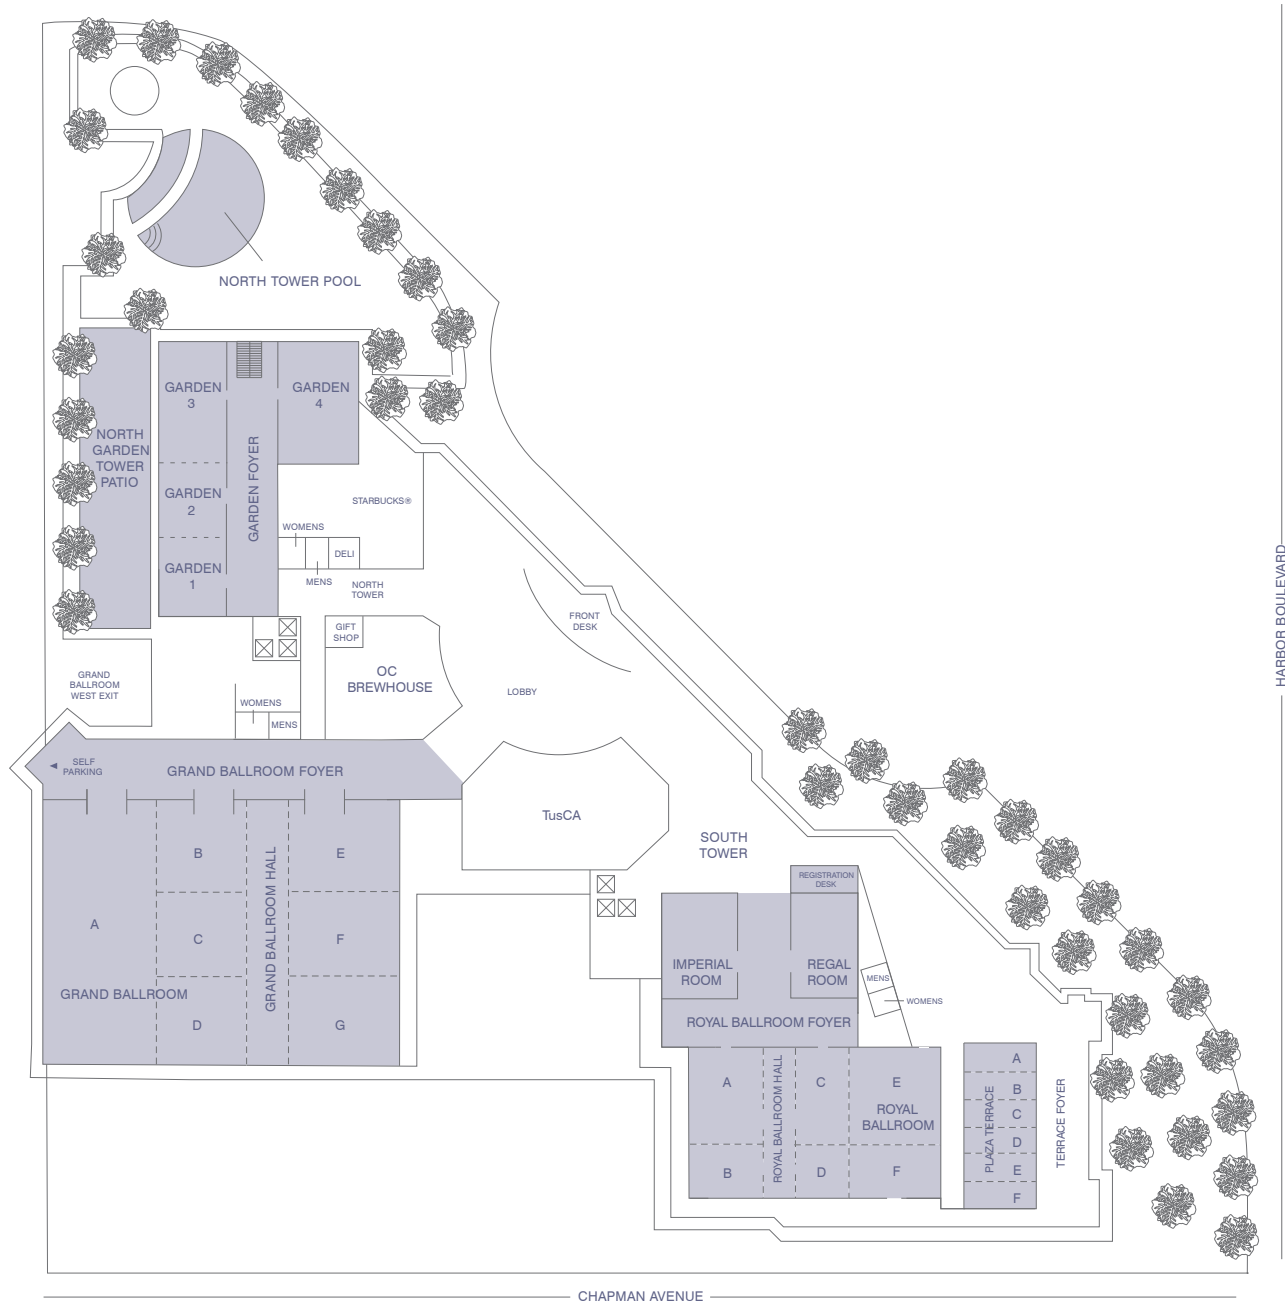 NORTH TOWER POOL
GARDEN
3
GARDEN
4
NORTH
GARDEN
TOWER
PATIO
GARDEN FOYER
GARDEN
2
STARBUCKS®
WOMENS
DELI
GARDEN
1
MENS
NORTH
TOWER
HARBOR BOULEVARD
GIFT
SHOP
FRONT
DESK
GRAND
BALLROOM
WEST EXIT
OC
BREWHOUSE
LOBBY
WOMENS
MENS
SELF
PARKING
GRAND BALLROOM FOYER
TusCA
SOUTH
TOWER
B
E
GRAND BALLROOM HALL
REGISTRATION
DESK
A
C
F
IMPERIAL
ROOM
REGAL
ROOM
MENS
WOMENS
GRAND BALLROOM
D
G
ROYAL BALLROOM FOYER
A
C
E
ROYAL BALLROOM HALL
ROYAL
BALLROOM
B
D
F
PLAZA TERRACE
A
B
C
D
E
F
TERRACE FOYER
CHAPMAN AVENUE